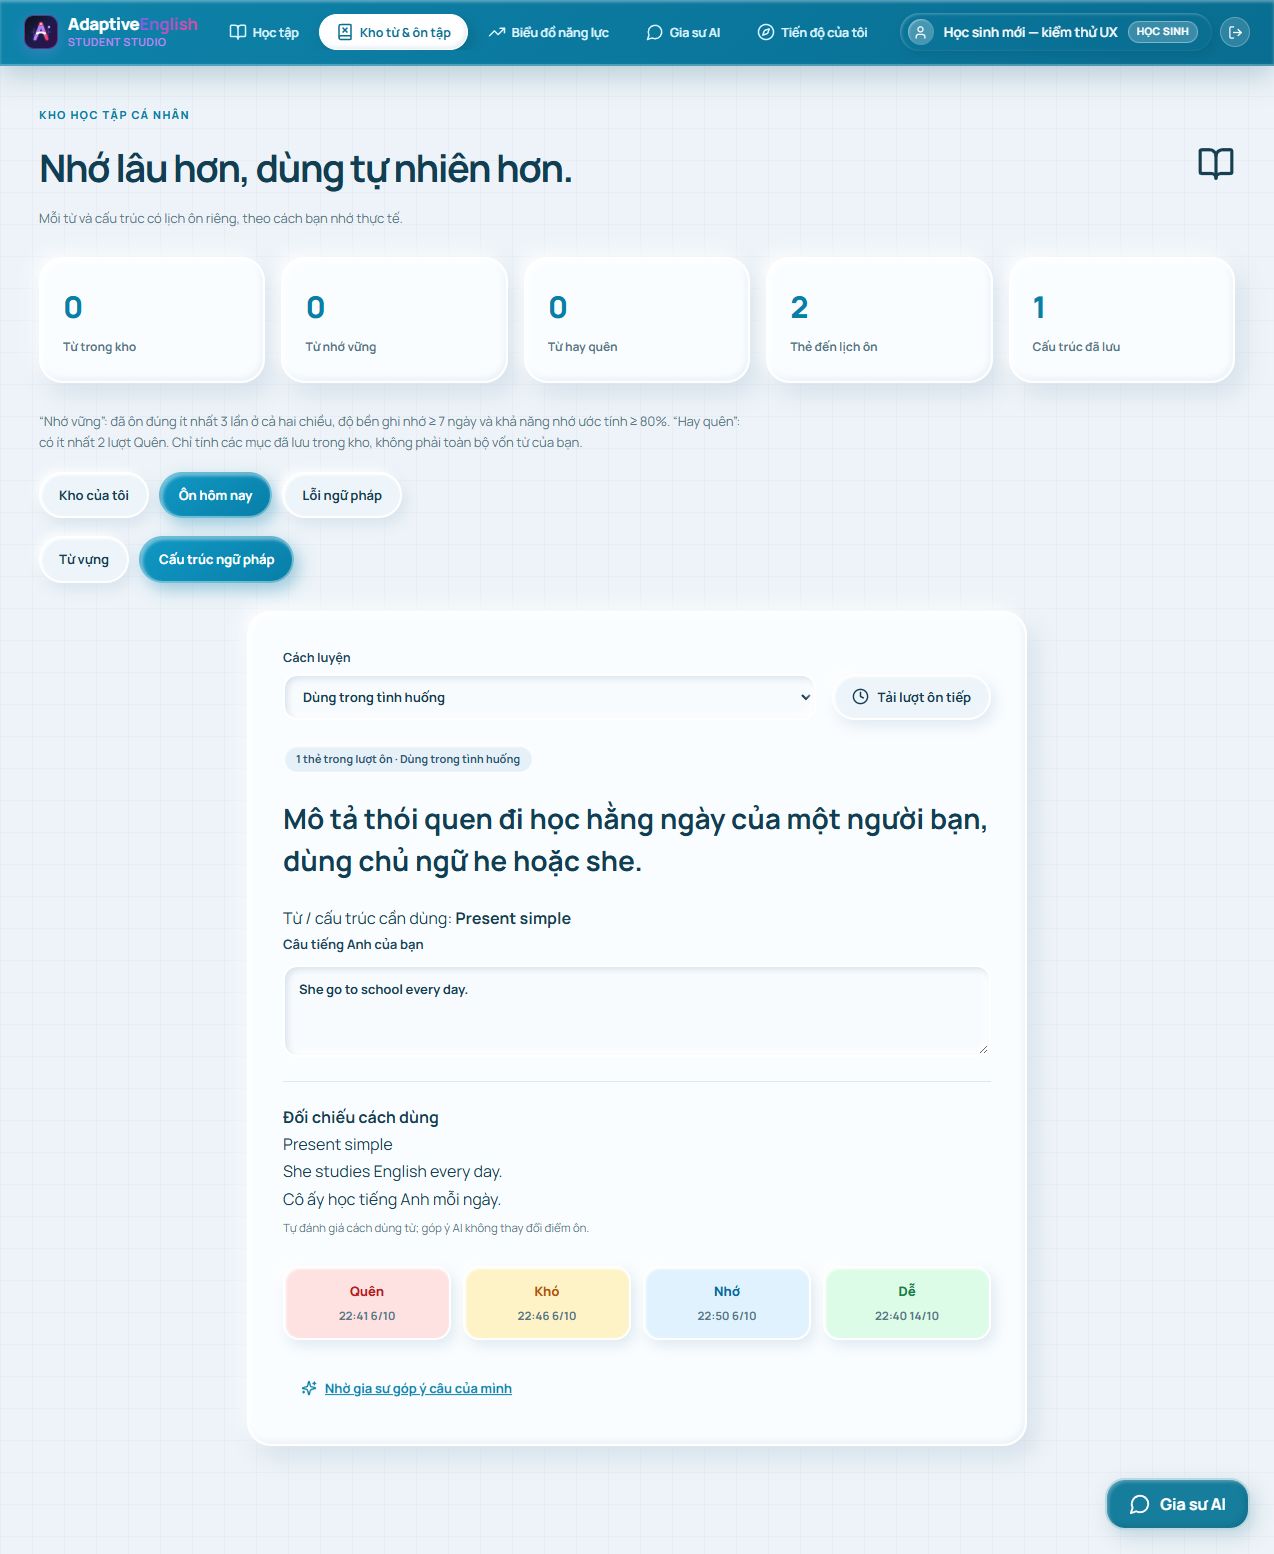 AdaptiveEnglish
STUDENT STUDIO
Học tập
Kho từ & ôn tập
Biểu đồ năng lực
Gia sư AI
Tiến độ của tôi
Học sinh mới — kiểm thử UX
HỌC SINH
KHO HỌC TẬP CÁ NHÂN
Nhớ lâu hơn, dùng tự nhiên hơn.
Mỗi từ và cấu trúc có lịch ôn riêng, theo cách bạn nhớ thực tế.
0
Từ trong kho
0
Từ nhớ vững
0
Từ hay quên
2
Thẻ đến lịch ôn
1
Cấu trúc đã lưu
“Nhớ vững”: đã ôn đúng ít nhất 3 lần ở cả hai chiều, độ bền ghi nhớ ≥ 7 ngày và khả năng nhớ ước tính ≥ 80%. “Hay quên”:
có ít nhất 2 lượt Quên. Chỉ tính các mục đã lưu trong kho, không phải toàn bộ vốn từ của bạn.
Kho của tôi
Ôn hôm nay
Lỗi ngữ pháp
Từ vựng
Cấu trúc ngữ pháp
Cách luyện
Dùng trong tình huống
Tải lượt ôn tiếp
1 thẻ trong lượt ôn · Dùng trong tình huống
Mô tả thói quen đi học hằng ngày của một người bạn,
dùng chủ ngữ he hoặc she.
Từ / cấu trúc cần dùng: Present simple
Câu tiếng Anh của bạn
She go to school every day.
Đối chiếu cách dùng
Present simple
She studies English every day.
Cô ấy học tiếng Anh mỗi ngày.
Tự đánh giá cách dùng từ; góp ý AI không thay đổi điểm ôn.
Quên
22:41 6/10
Khó
22:46 6/10
Nhớ
22:50 6/10
Dễ
22:40 14/10
Nhờ gia sư góp ý câu của mình
Gia sư AI